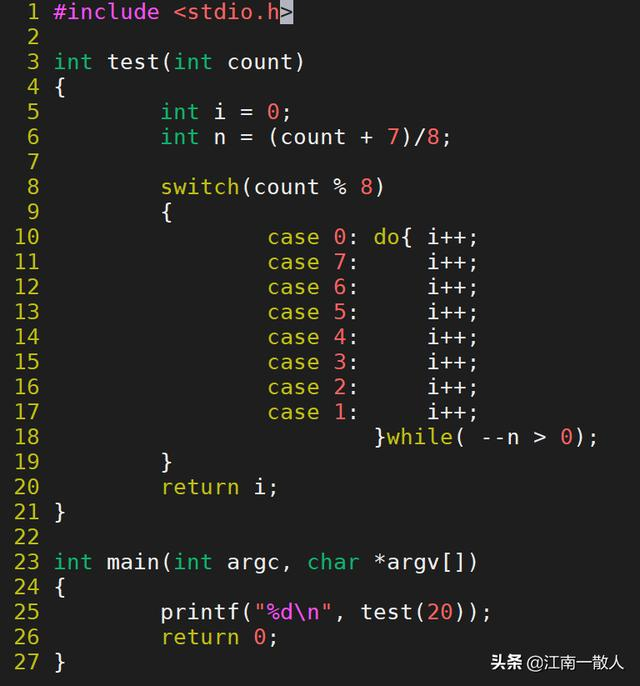 1 #include <stdio.h>
2
3 int test(int count)
4 {
5         int i = 0;
6         int n = (count + 7)/8;
7
8         switch(count % 8)
9         {
10                 case 0: do{ i++;
11                 case 7:     i++;
12                 case 6:     i++;
13                 case 5:     i++;
14                 case 4:     i++;
15                 case 3:     i++;
16                 case 2:     i++;
17                 case 1:     i++;
18                         }while( --n > 0);
19         }
20         return i;
21 }
22
23 int main(int argc, char *argv[])
24 {
25         printf("%d\n", test(20));
26         return 0;
27 }
头条 @江南一散人